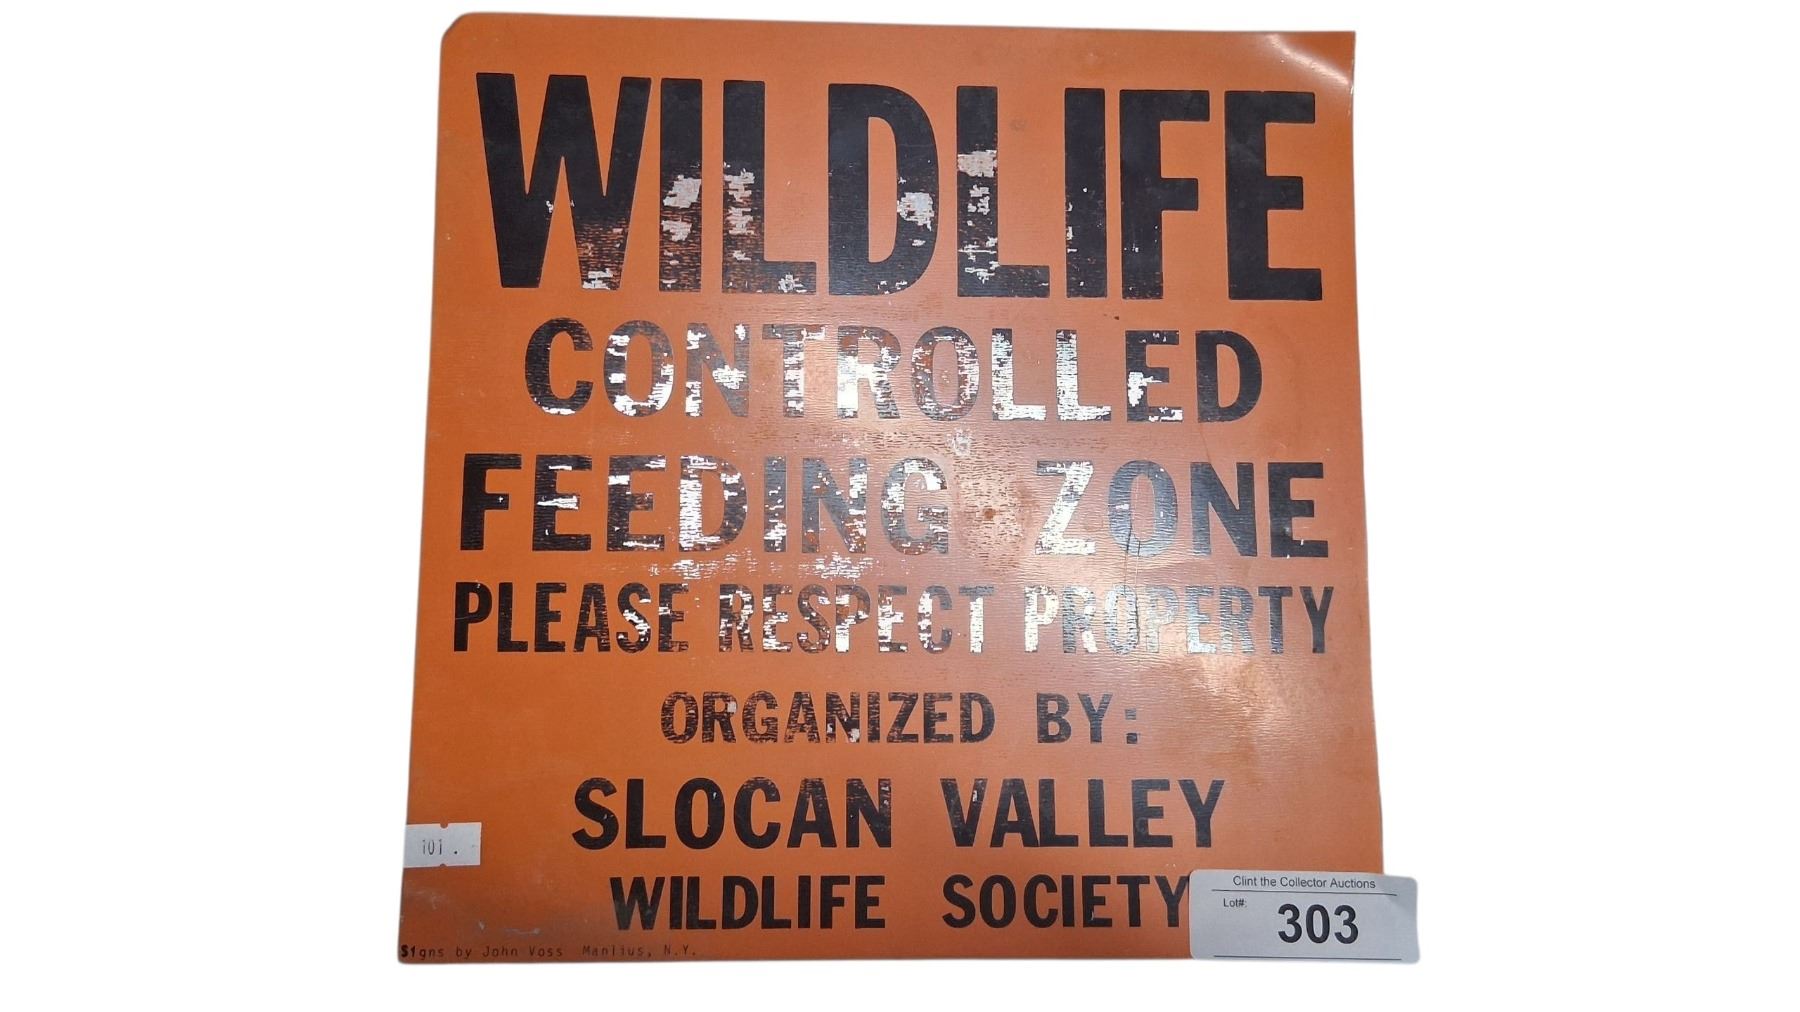 WILDLIFE
CONTROLLED
FEEDING ZONE
PLEASE RESPECT PROPERTY
ORGANIZED BY:
SLOCAN VALLEY
WILDLIFE SOCIETY
101 .
Signs by John Voss Manlius, N.Y.
Clint the Collector Auctions
Lot#:
303